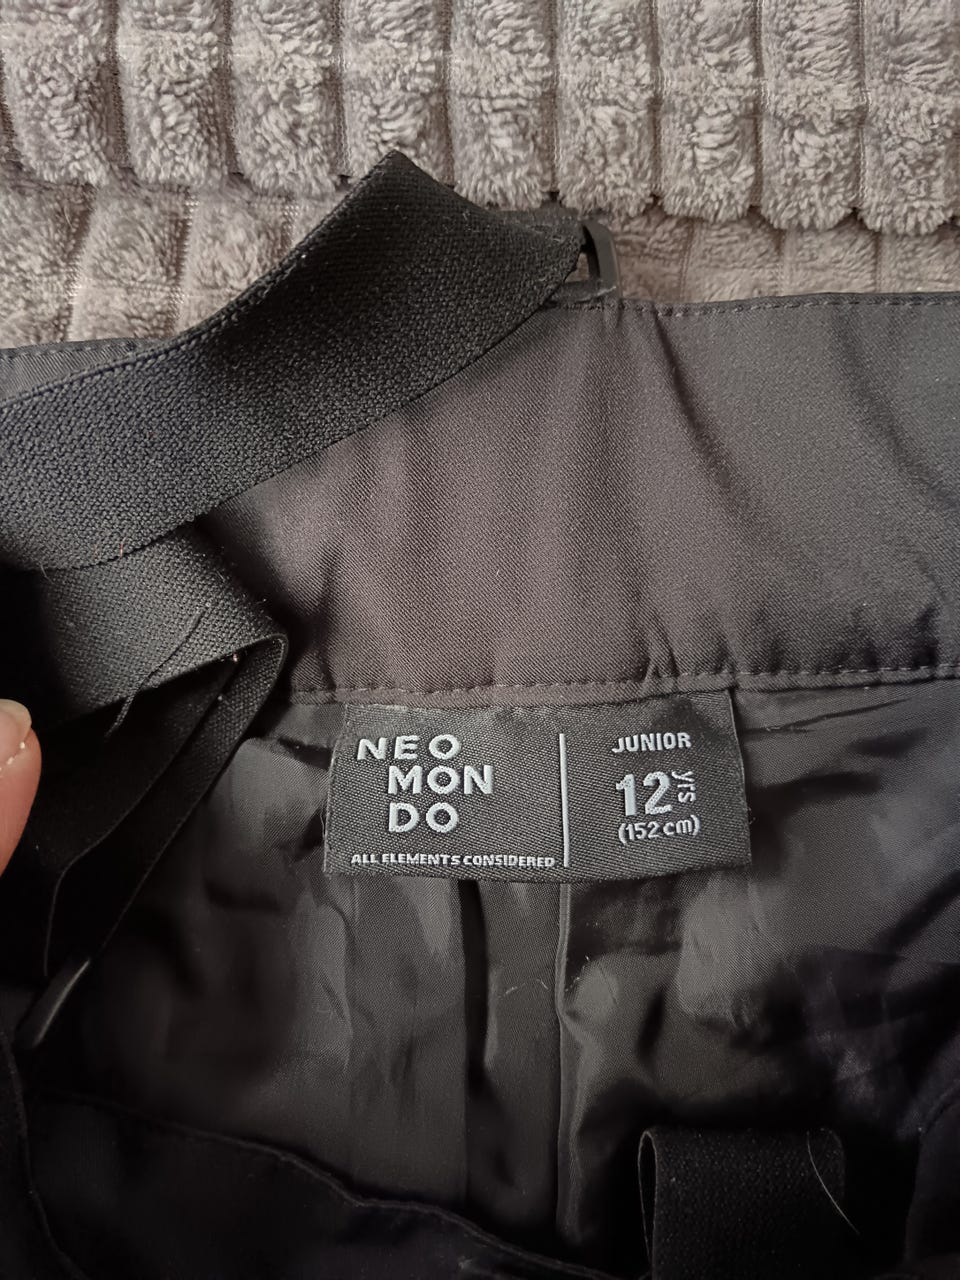 NEO
MON
DO
ALL ELEMENTS CONSIDERED
JUNIOR
12 yrs
(152 cm)